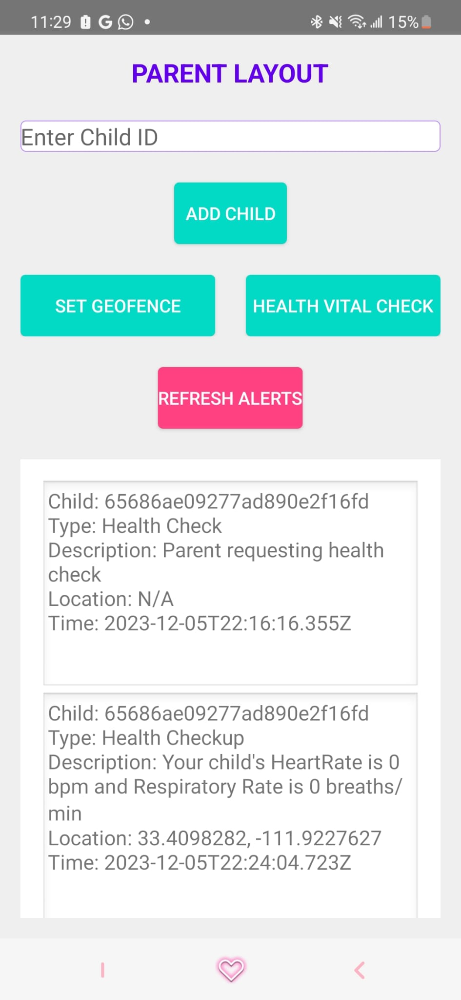 11:29
15%
PARENT LAYOUT
Enter Child ID
ADD CHILD
SET GEOFENCE
HEALTH VITAL CHECK
REFRESH ALERTS
Child: 65686ae09277ad890e2f16fd
Type: Health Check
Description: Parent requesting health
check
Location: N/A
Time: 2023-12-05T22:16:16.355Z
Child: 65686ae09277ad890e2f16fd
Type: Health Checkup
Description: Your child's HeartRate is 0
bpm and Respiratory Rate is 0 breaths/
min
Location: 33.4098282, -111.9227627
Time: 2023-12-05T22:24:04.723Z